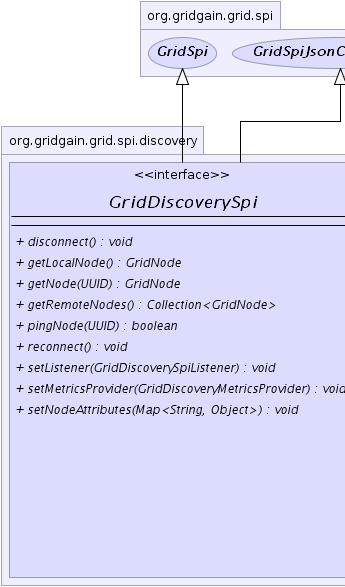 org.gridgain.grid.spi
GridSpi
GridSpiJsonC
org.gridgain.grid.spi.discovery
<<interface>>
GridDiscoverySpi
+ disconnect() : void
+ getLocalNode() : GridNode
+ getNode(UUID) : GridNode
+ getRemoteNodes() : Collection<GridNode>
+ pingNode(UUID) : boolean
+ reconnect() : void
+ setListener(GridDiscoverySpiListener) : void
+ setMetricsProvider(GridDiscoveryMetricsProvider) : void
+ setNodeAttributes(Map<String, Object>) : void